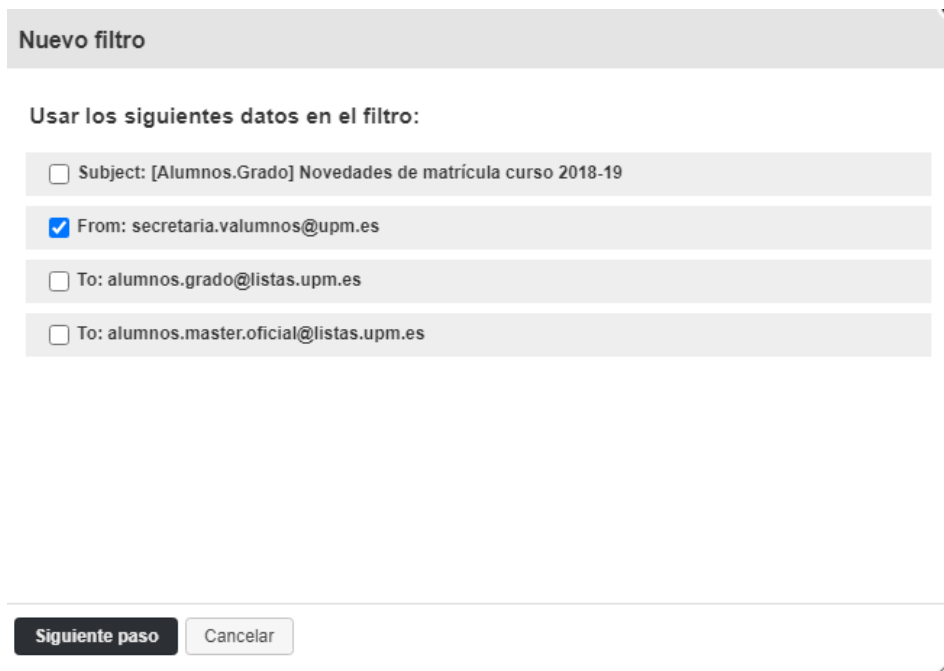 Nuevo filtro
Usar los siguientes datos en el filtro:
Subject: [Alumnos.Grado] Novedades de matrícula curso 2018-19
From: secretaria.valumnos@upm.es
To: alumnos.grado@listas.upm.es
To: alumnos.master.oficial@listas.upm.es
Siguiente paso
Cancelar